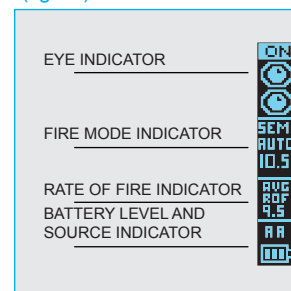 EYE INDICATOR
ON
FIRE MODE INDICATOR
SEMI
AUTO
10.5
RATE OF FIRE INDICATOR
AVG
ROF
9.5
BATTERY LEVEL AND
SOURCE INDICATOR
AA